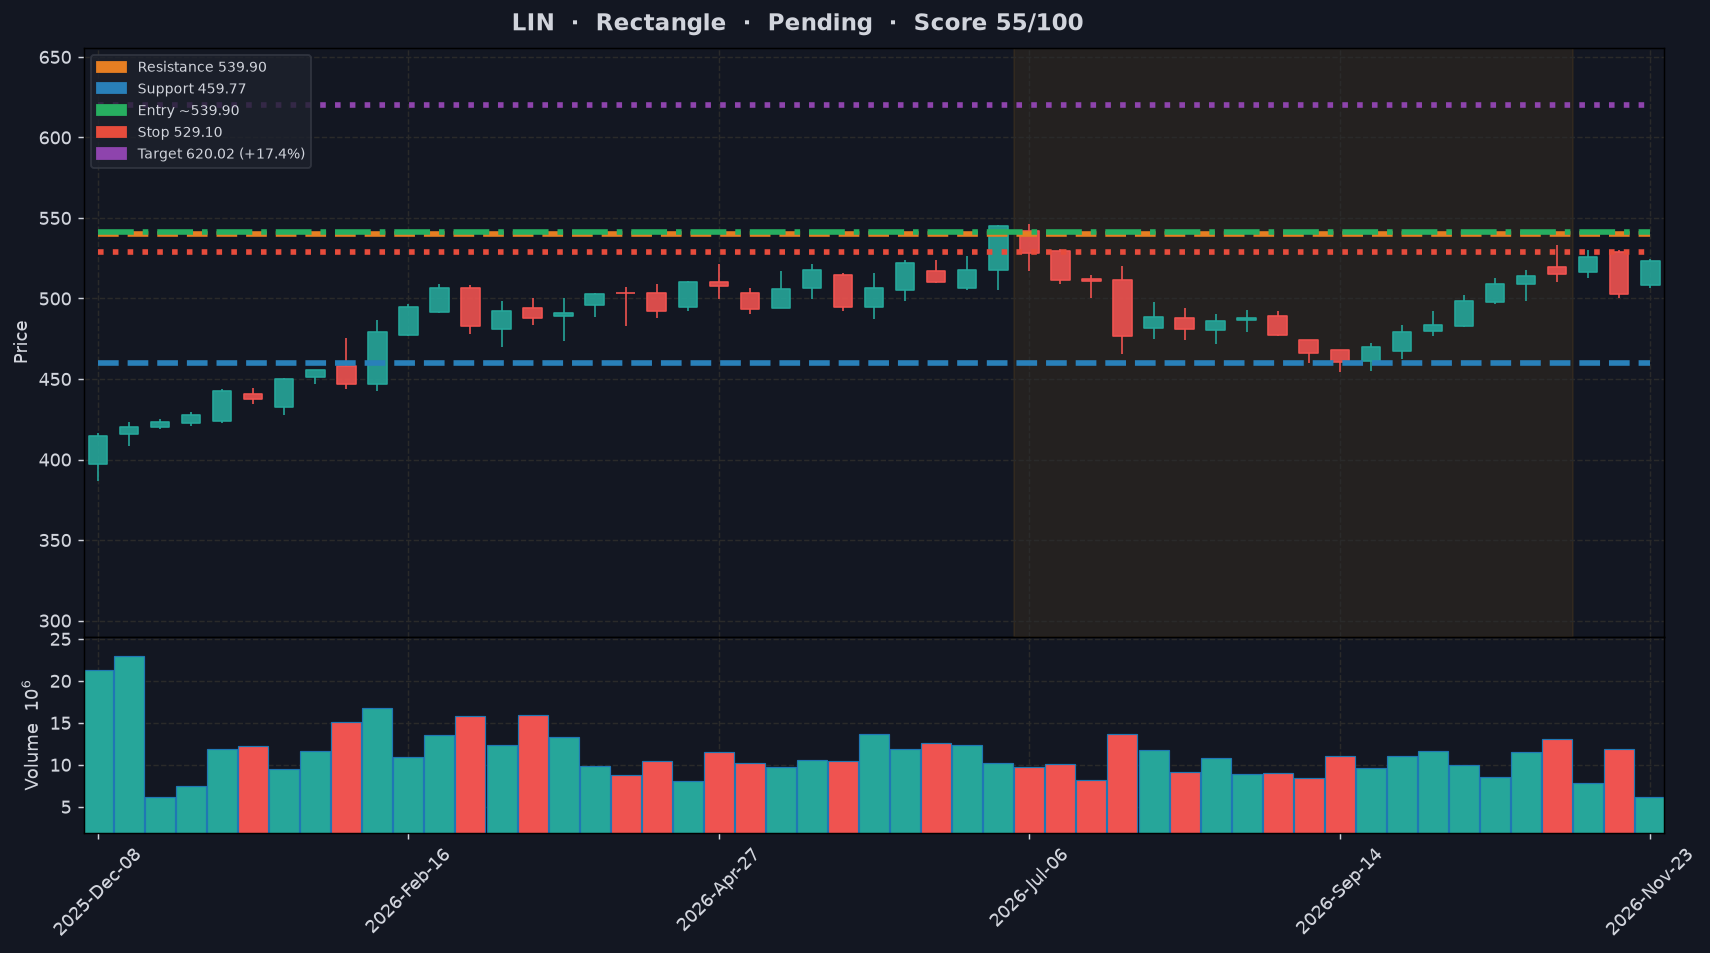 LIN · Rectangle · Pending · Score 55/100
Resistance 539.90
Support 459.77
Entry ~539.90
Stop 529.10
Target 620.02 (+17.4%)
Price
650
600
550
500
450
400
350
300
Volume 10⁶
25
20
15
10
5
2025-Dec-08
2026-Feb-16
2026-Apr-27
2026-Jul-06
2026-Sep-14
2026-Nov-23